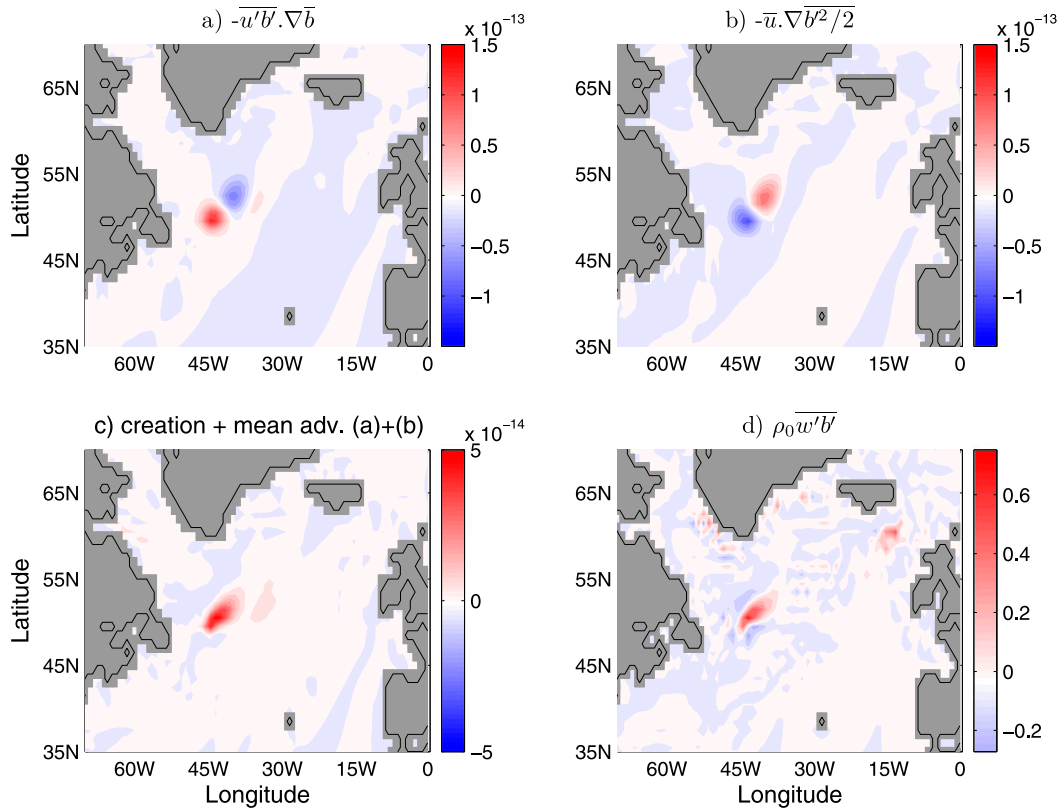 a) -u'b'.∇b
x 10⁻¹³
b) -u.∇b'²/2
x 10⁻¹³
65N
55N
45N
35N
Latitude
60W 45W 30W 15W 0
1.5
1
0.5
0
−0.5
−1
65N
55N
45N
35N
60W 45W 30W 15W 0
1.5
1
0.5
0
−0.5
−1
c) creation + mean adv. (a)+(b)
x 10⁻¹⁴
d) ρ₀w'b'
65N
55N
45N
35N
Latitude
60W 45W 30W 15W 0
Longitude
5
0
−5
65N
55N
45N
35N
60W 45W 30W 15W 0
Longitude
0.6
0.4
0.2
0
−0.2